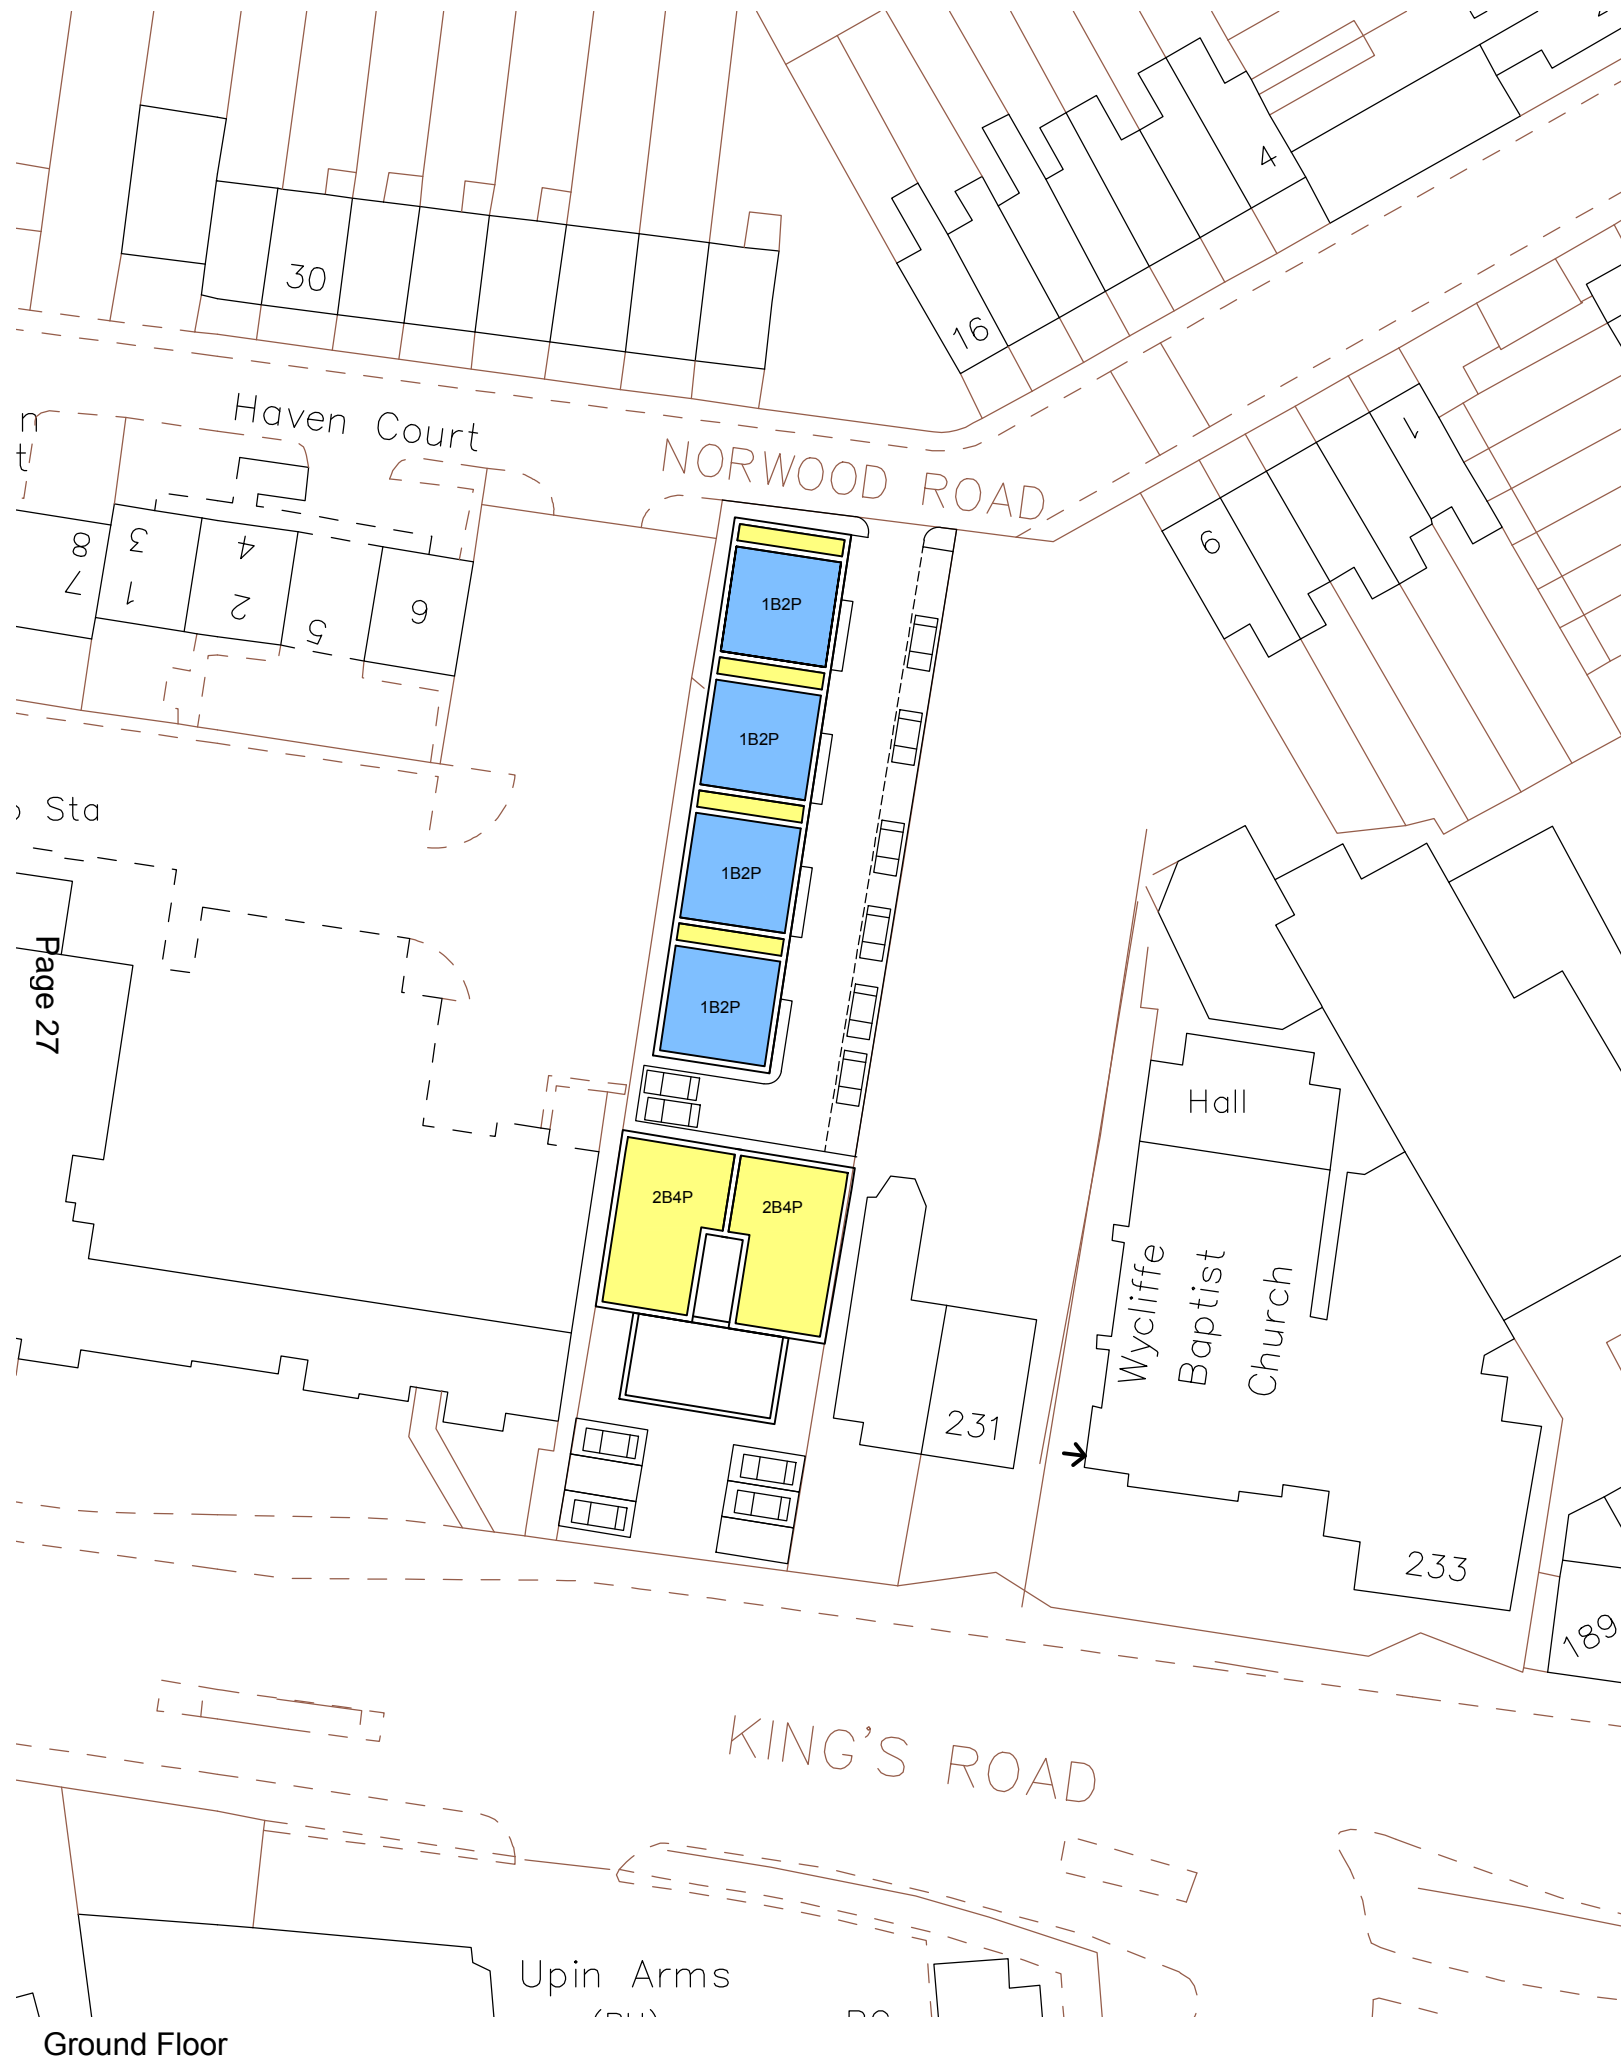 4
30
16
Haven Court
n
t
NORWOOD ROAD
1
8
3
4
9
7
1
2
5
6
1B2P
1B2P
Sta
1B2P
Page 27
1B2P
Hall
2B4P
2B4P
Wycliffe
Baptist
Church
231
233
189
KING'S ROAD
Upin Arms
Ground Floor